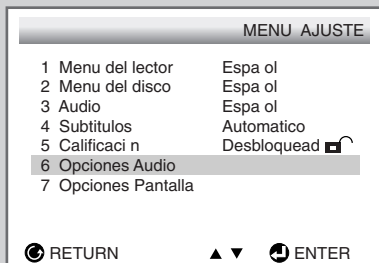 MENU AJUSTE
1 Menu del lector Espa ol
2 Menu del disco Espa ol
3 Audio Espa ol
4 Subtitulos Automatico
5 Calificaci n Desbloquead
6 Opciones Audio
7 Opciones Pantalla
RETURN ▲ ▼ ENTER